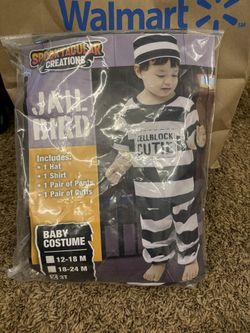 Walmart
SPOOKTACULAR
CREATIONS
JAIL
BIRD
Includes:
• 1 Hat
• 1 Shirt
• 1 Pair of Pants
• 1 Pair of Cuffs
CELLBLOCK
CUTIE
BABY
COSTUME
12-18 M
18-24 M
3T